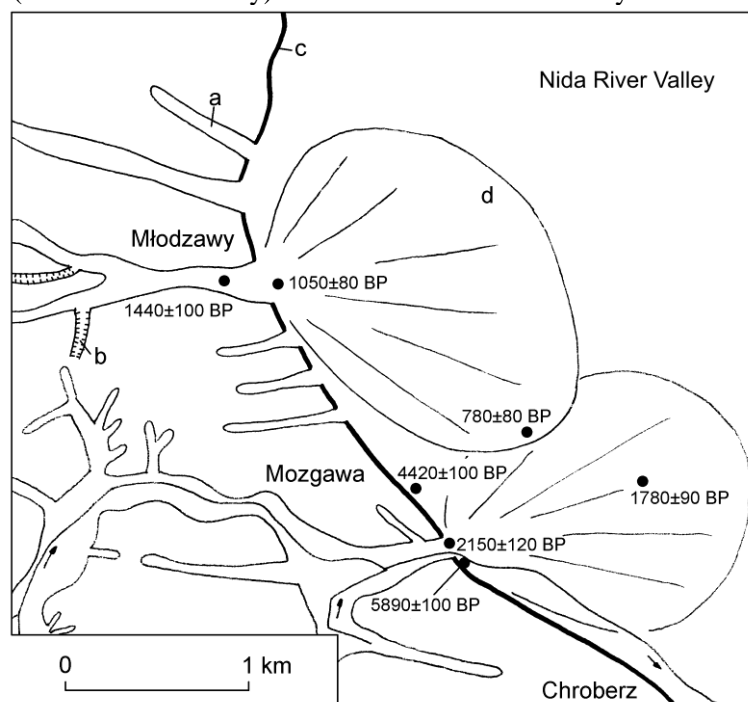 c
a
Nida River Valley
d
Młodzawy
1050±80 BP
1440±100 BP
b
780±80 BP
Mozgawa
4420±100 BP
1780±90 BP
2150±120 BP
5890±100 BP
0 1 km
Chroberz